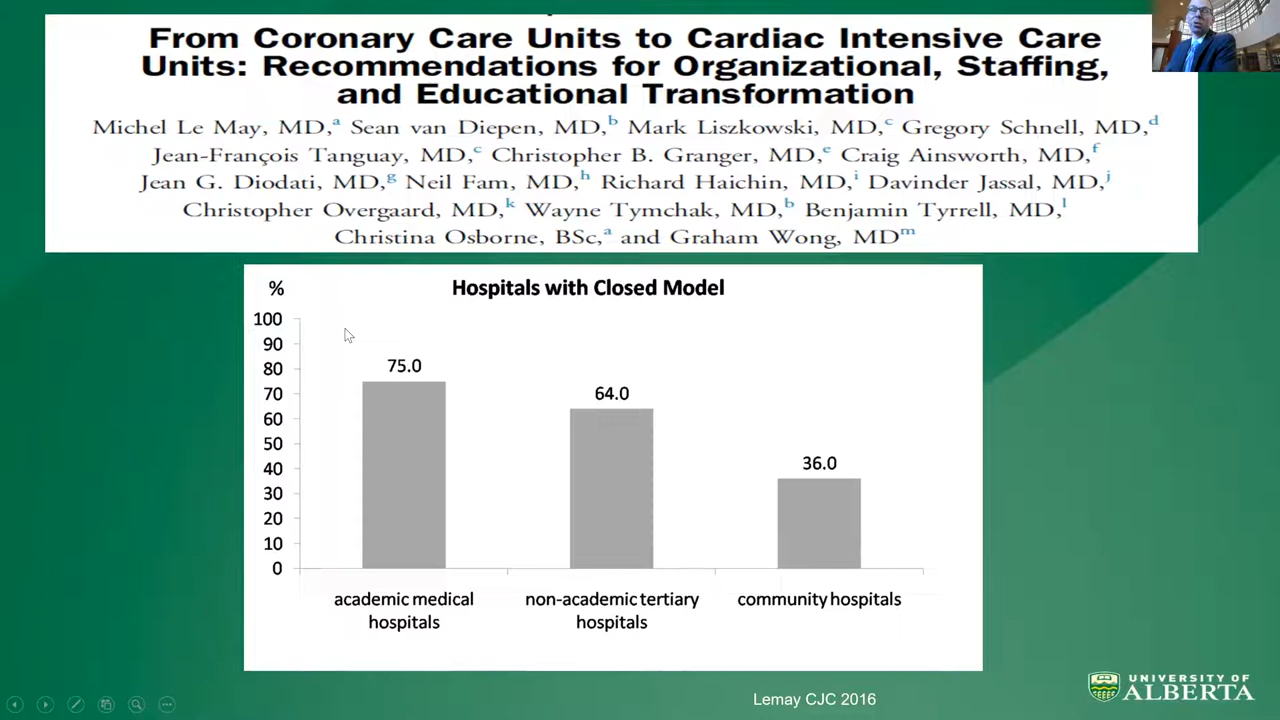 From Coronary Care Units to Cardiac Intensive Care
Units: Recommendations for Organizational, Staffing,
and Educational Transformation
Michel Le May, MD,a Sean van Diepen, MD,b Mark Liszkowski, MD,c Gregory Schnell, MD,d
Jean-François Tanguay, MD,c Christopher B. Granger, MD,e Craig Ainsworth, MD,f
Jean G. Diodati, MD,g Neil Fam, MD,h Richard Haichin, MD,i Davinder Jassal, MD,j
Christopher Overgaard, MD,k Wayne Tymchak, MD,b Benjamin Tyrrell, MD,l
Christina Osborne, BSc,a and Graham Wong, MDm
%
Hospitals with Closed Model
100
90
80
70
60
50
40
30
20
10
0
75.0
64.0
36.0
academic medical
hospitals
non-academic tertiary
hospitals
community hospitals
Lemay CJC 2016
UNIVERSITY OF
ALBERTA